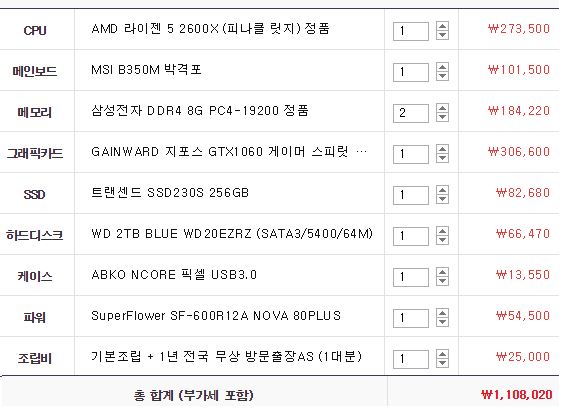 CPU AMD 라이젠 5 2600X (피나클 릿지) 정품 1 ₩273,500
메인보드 MSI B350M 박격포 1 ₩101,500
메모리 삼성전자 DDR4 8G PC4-19200 정품 2 ₩184,220
그래픽카드 GAINWARD 지포스 GTX1060 게이머 스피릿 … 1 ₩306,600
SSD 트랜센드 SSD230S 256GB 1 ₩82,680
하드디스크 WD 2TB BLUE WD20EZRZ (SATA3/5400/64M) 1 ₩66,470
케이스 ABKO NCORE 픽셀 USB3.0 1 ₩13,550
파워 SuperFlower SF-600R12A NOVA 80PLUS 1 ₩54,500
조립비 기본조립 + 1년 전국 무상 방문출장AS (1대분) 1 ₩25,000
총 합계 (부가세 포함) ₩1,108,020